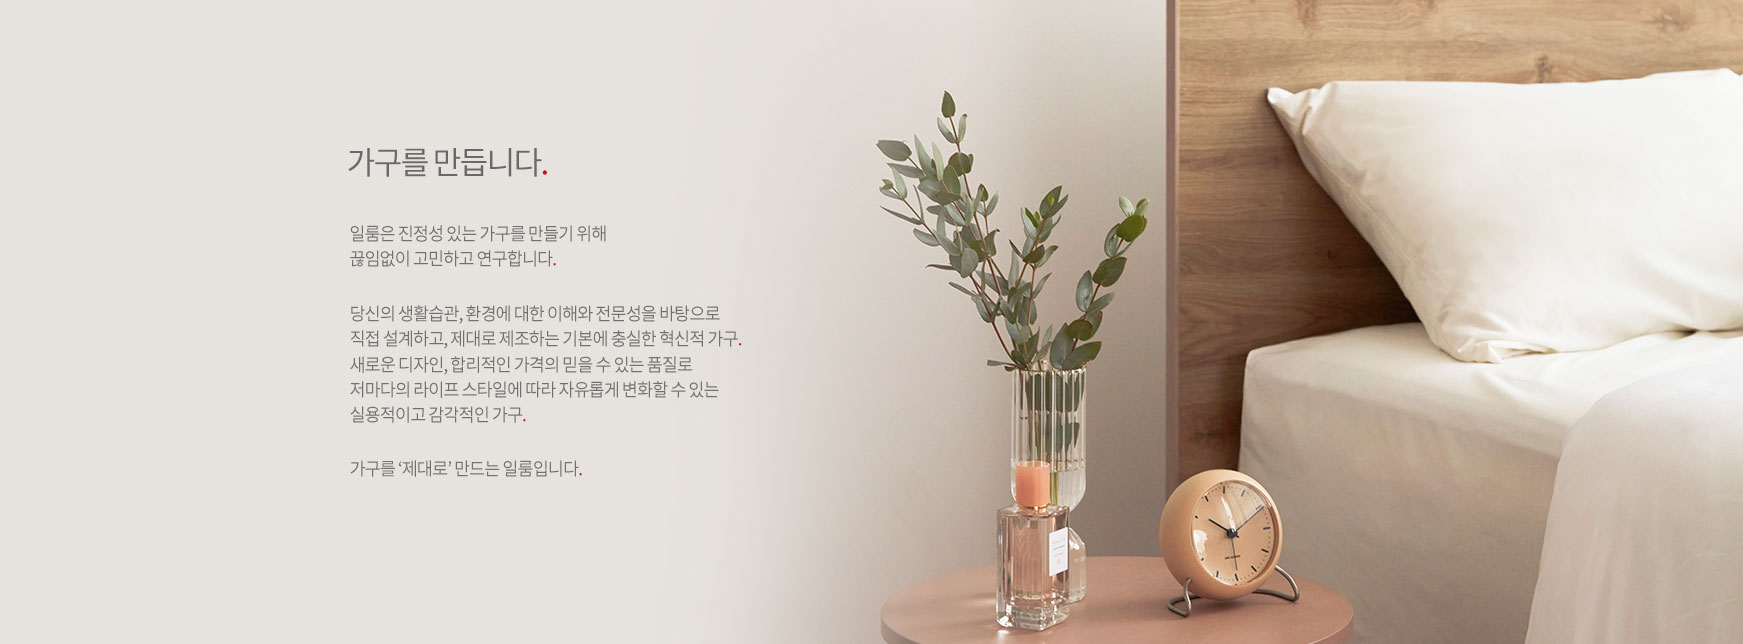 가구를 만듭니다.
일룸은 진정성 있는 가구를 만들기 위해
끊임없이 고민하고 연구합니다.
당신의 생활습관, 환경에 대한 이해와 전문성을 바탕으로
직접 설계하고, 제대로 제조하는 기본에 충실한 혁신적 가구.
새로운 디자인, 합리적인 가격의 믿을 수 있는 품질로
저마다의 라이프 스타일에 따라 자유롭게 변화할 수 있는
실용적이고 감각적인 가구.
가구를 ‘제대로’ 만드는 일룸입니다.